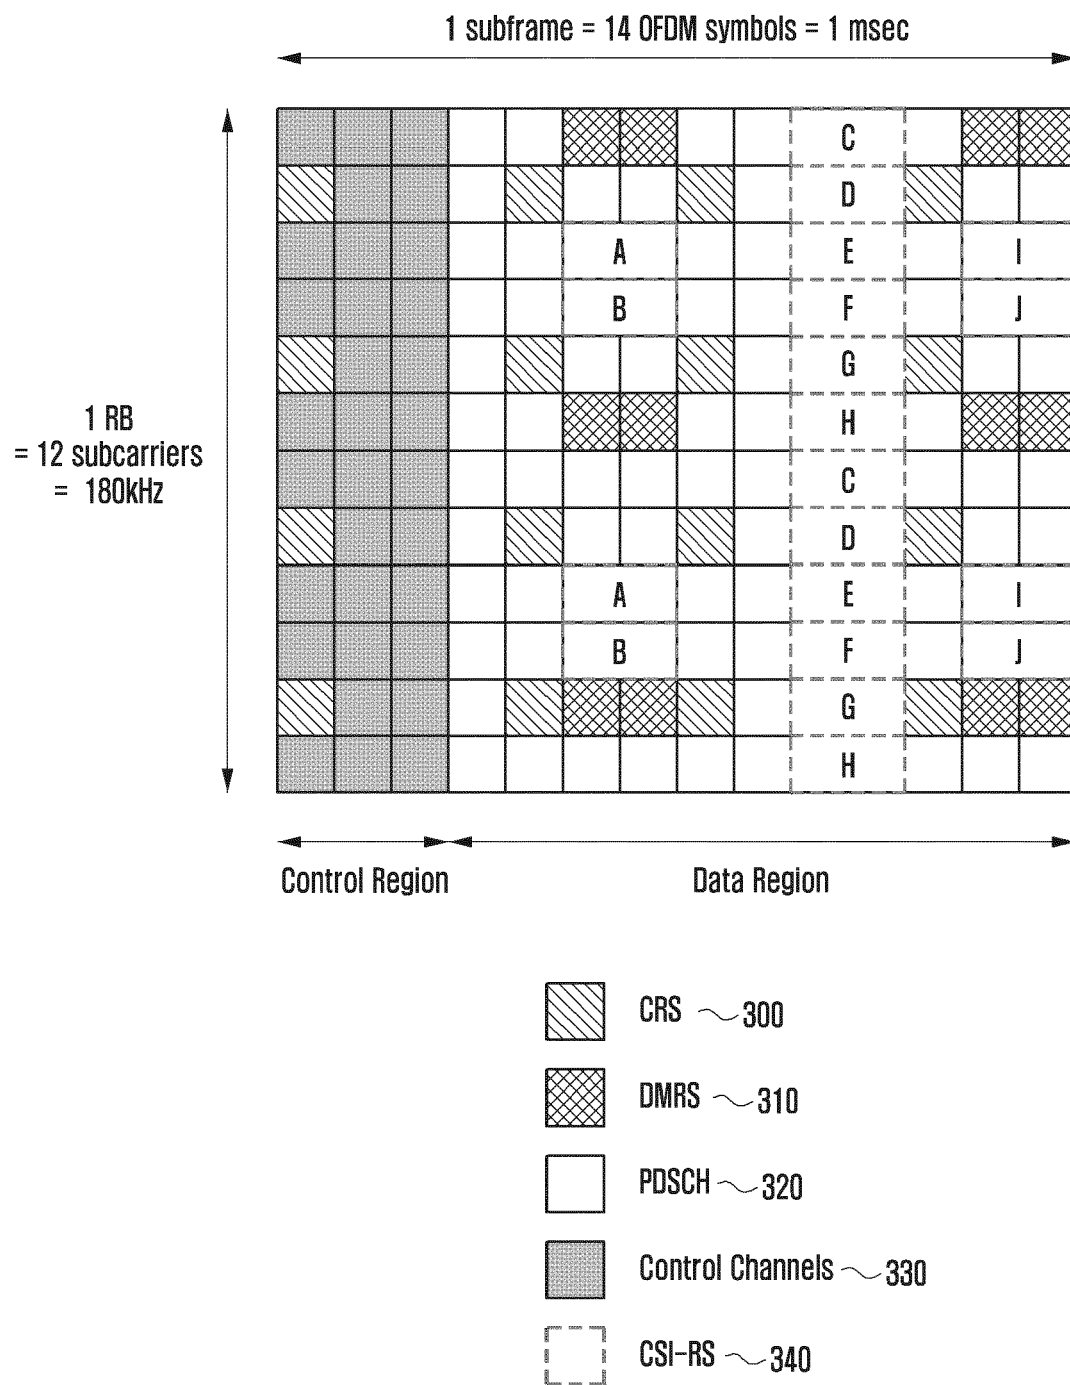 1 subframe = 14 OFDM symbols = 1 msec
C
D
A E I
B F J
G
H
C
D
A E I
B F J
G
H
1 RB
= 12 subcarriers
= 180kHz
Control Region Data Region
CRS 300
DMRS 310
PDSCH 320
Control Channels 330
CSI-RS 340